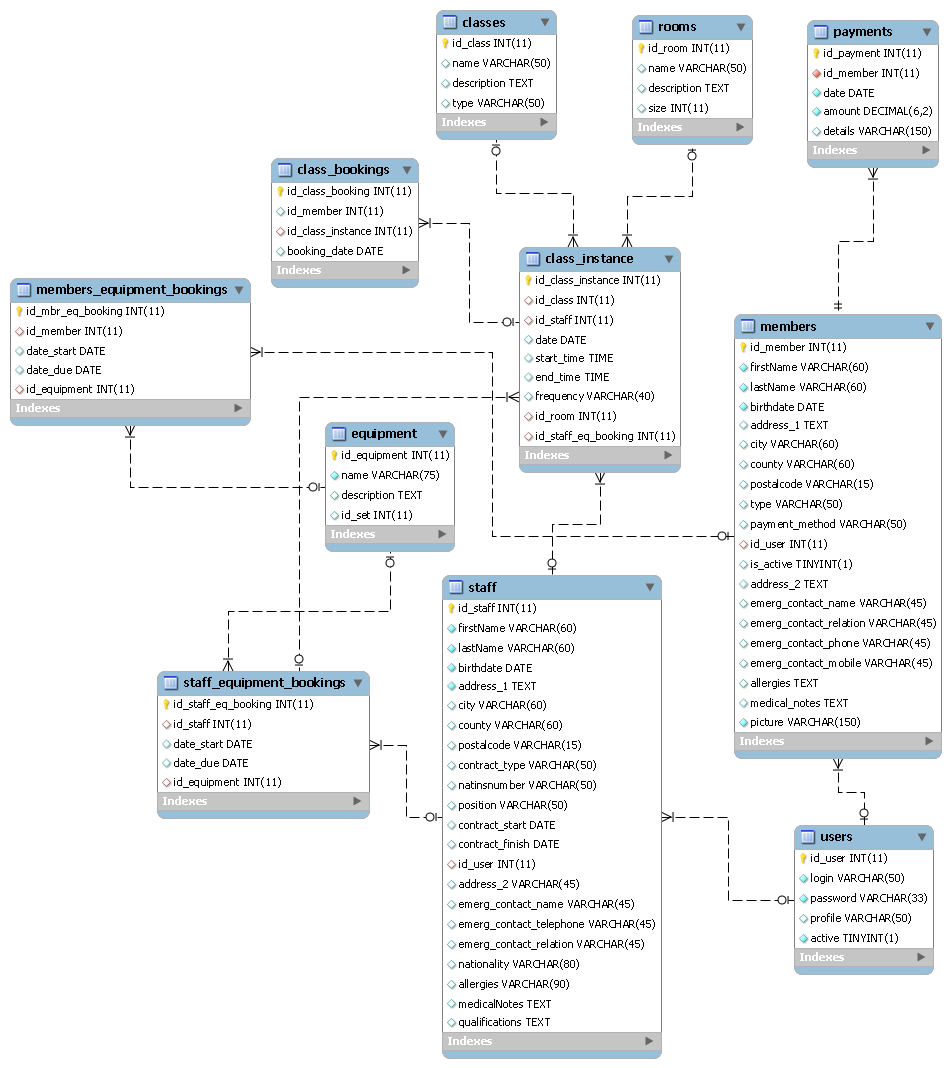 classes
id_class INT(11)
name VARCHAR(50)
description TEXT
type VARCHAR(50)
Indexes
rooms
id_room INT(11)
name VARCHAR(50)
description TEXT
size INT(11)
Indexes
payments
id_payment INT(11)
id_member INT(11)
date DATE
amount DECIMAL(6,2)
details VARCHAR(150)
Indexes
class_bookings
id_class_booking INT(11)
id_member INT(11)
id_class_instance INT(11)
booking_date DATE
Indexes
class_instance
id_class_instance INT(11)
id_class INT(11)
id_staff INT(11)
date DATE
start_time TIME
end_time TIME
frequency VARCHAR(40)
id_room INT(11)
id_staff_eq_booking INT(11)
Indexes
members_equipment_bookings
id_mbr_eq_booking INT(11)
id_member INT(11)
date_start DATE
date_due DATE
id_equipment INT(11)
Indexes
members
id_member INT(11)
firstName VARCHAR(60)
lastName VARCHAR(60)
birthdate DATE
address_1 TEXT
city VARCHAR(60)
county VARCHAR(60)
postalcode VARCHAR(15)
type VARCHAR(50)
payment_method VARCHAR(50)
id_user INT(11)
is_active TINYINT(1)
address_2 TEXT
emerg_contact_name VARCHAR(45)
emerg_contact_relation VARCHAR(45)
emerg_contact_phone VARCHAR(45)
emerg_contact_mobile VARCHAR(45)
allergies TEXT
medical_notes TEXT
picture VARCHAR(150)
Indexes
equipment
id_equipment INT(11)
name VARCHAR(75)
description TEXT
id_set INT(11)
Indexes
staff
id_staff INT(11)
firstName VARCHAR(60)
lastName VARCHAR(60)
birthdate DATE
address_1 TEXT
city VARCHAR(60)
county VARCHAR(60)
postalcode VARCHAR(15)
contract_type VARCHAR(50)
natinsnumber VARCHAR(50)
position VARCHAR(50)
contract_start DATE
contract_finish DATE
id_user INT(11)
address_2 VARCHAR(45)
emerg_contact_name VARCHAR(45)
emerg_contact_telephone VARCHAR(45)
emerg_contact_relation VARCHAR(45)
nationality VARCHAR(80)
allergies VARCHAR(90)
medicalNotes TEXT
qualifications TEXT
Indexes
staff_equipment_bookings
id_staff_eq_booking INT(11)
id_staff INT(11)
date_start DATE
date_due DATE
id_equipment INT(11)
Indexes
users
id_user INT(11)
login VARCHAR(50)
password VARCHAR(33)
profile VARCHAR(50)
active TINYINT(1)
Indexes